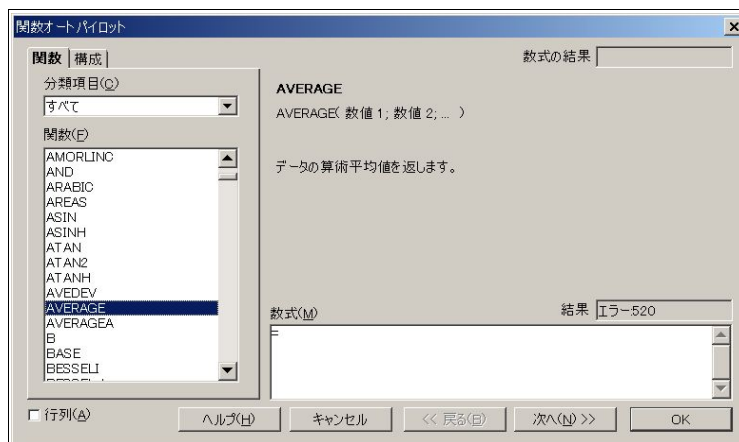 関数オートパイロット
関数 構成
数式の結果
分類項目(C)
すべて
関数(F)
AMORLINC
AND
ARABIC
AREAS
ASIN
ASINH
ATAN
ATAN2
ATANH
AVEDEV
AVERAGE
AVERAGEA
B
BASE
BESSELI
AVERAGE
AVERAGE( 数値 1; 数値 2; ... )
データの算術平均値を返します。
数式(M)
結果 エラー:520
=
行列(A)
ヘルプ(H)
キャンセル
<< 戻る(B)
次へ(N) >>
OK